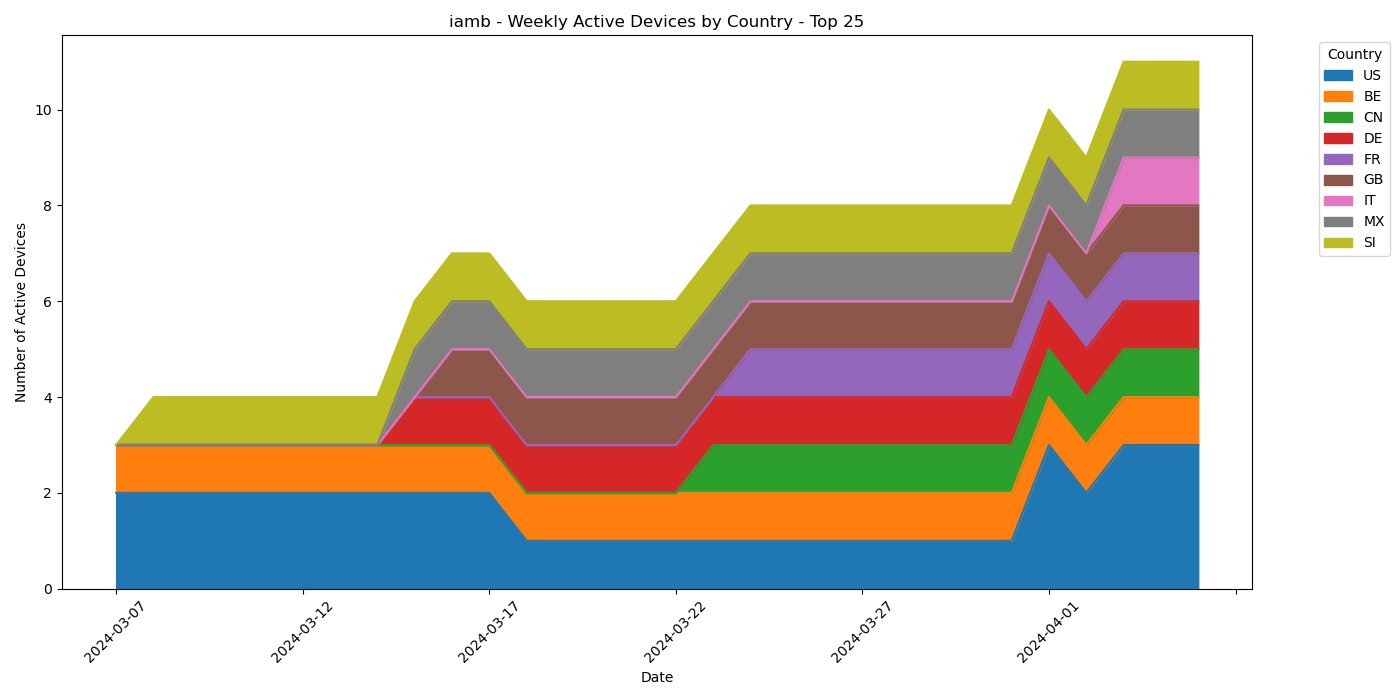 iamb - Weekly Active Devices by Country - Top 25
Number of Active Devices
10
8
6
4
2
0
2024-03-07
2024-03-12
2024-03-17
2024-03-22
2024-03-27
2024-04-01
Date
Country
US
BE
CN
DE
FR
GB
IT
MX
SI